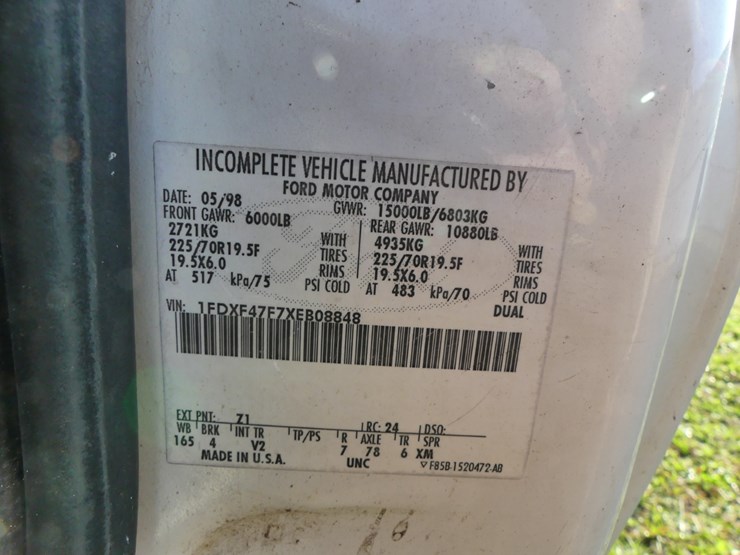 INCOMPLETE VEHICLE MANUFACTURED BY
FORD MOTOR COMPANY
DATE: 05/98 GVWR: 15000LB/6803KG
FRONT GAWR: 6000LB REAR GAWR: 10880LB
2721KG WITH 4935KG WITH
225/70R19.5F TIRES 225/70R19.5F TIRES
19.5X6.0 RIMS 19.5X6.0 RIMS
AT 517 kPa/75 PSI COLD AT 483 kPa/70 PSI COLD
DUAL
VIN: 1FDXF47F7XEB08848
EXT PNT: Z1 RC: 24 DSO:
WB BRK INT TR TP/PS R AXLE TR SPR
165 4 V2 7 78 6 XM
MADE IN U.S.A. UNC ▽ F85B-1520472-AB